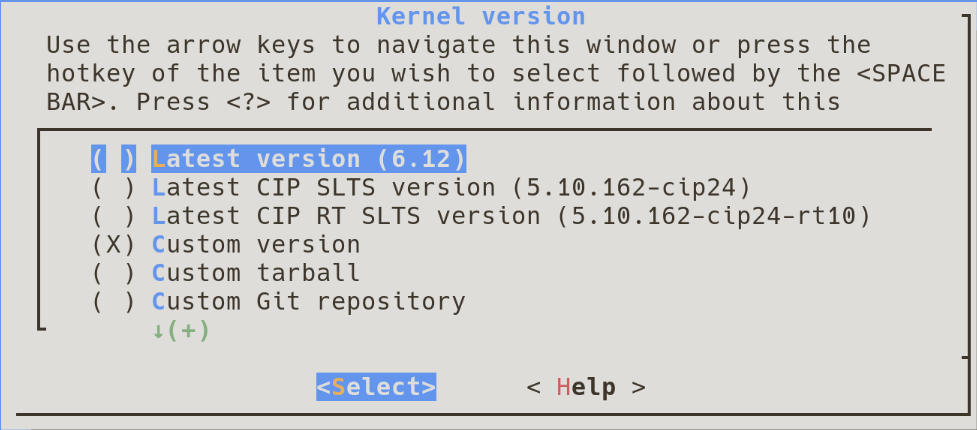 Kernel version
Use the arrow keys to navigate this window or press the
hotkey of the item you wish to select followed by the <SPACE
BAR>. Press <?> for additional information about this
( ) Latest version (6.12)
( ) Latest CIP SLTS version (5.10.162-cip24)
( ) Latest CIP RT SLTS version (5.10.162-cip24-rt10)
(X) Custom version
( ) Custom tarball
( ) Custom Git repository
↓(+)
<Select> < Help >